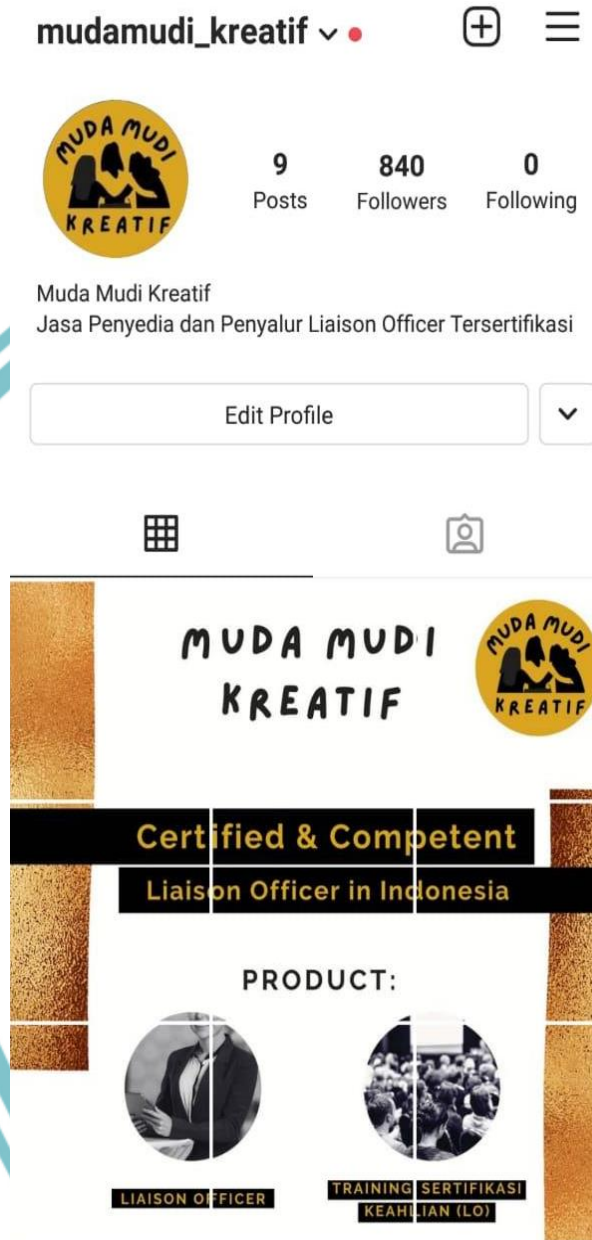 mudamudi_kreatif
MUDA MUDI
KREATIF
9
Posts
840
Followers
0
Following
Muda Mudi Kreatif
Jasa Penyedia dan Penyalur Liaison Officer Tersertifikasi
Edit Profile
MUDA MUDI
KREATIF
MUDA MUDI
KREATIF
Certified & Competent
Liaison Officer in Indonesia
PRODUCT:
LIAISON OFFICER
TRAINING SERTIFIKASI
KEAHLIAN (LO)